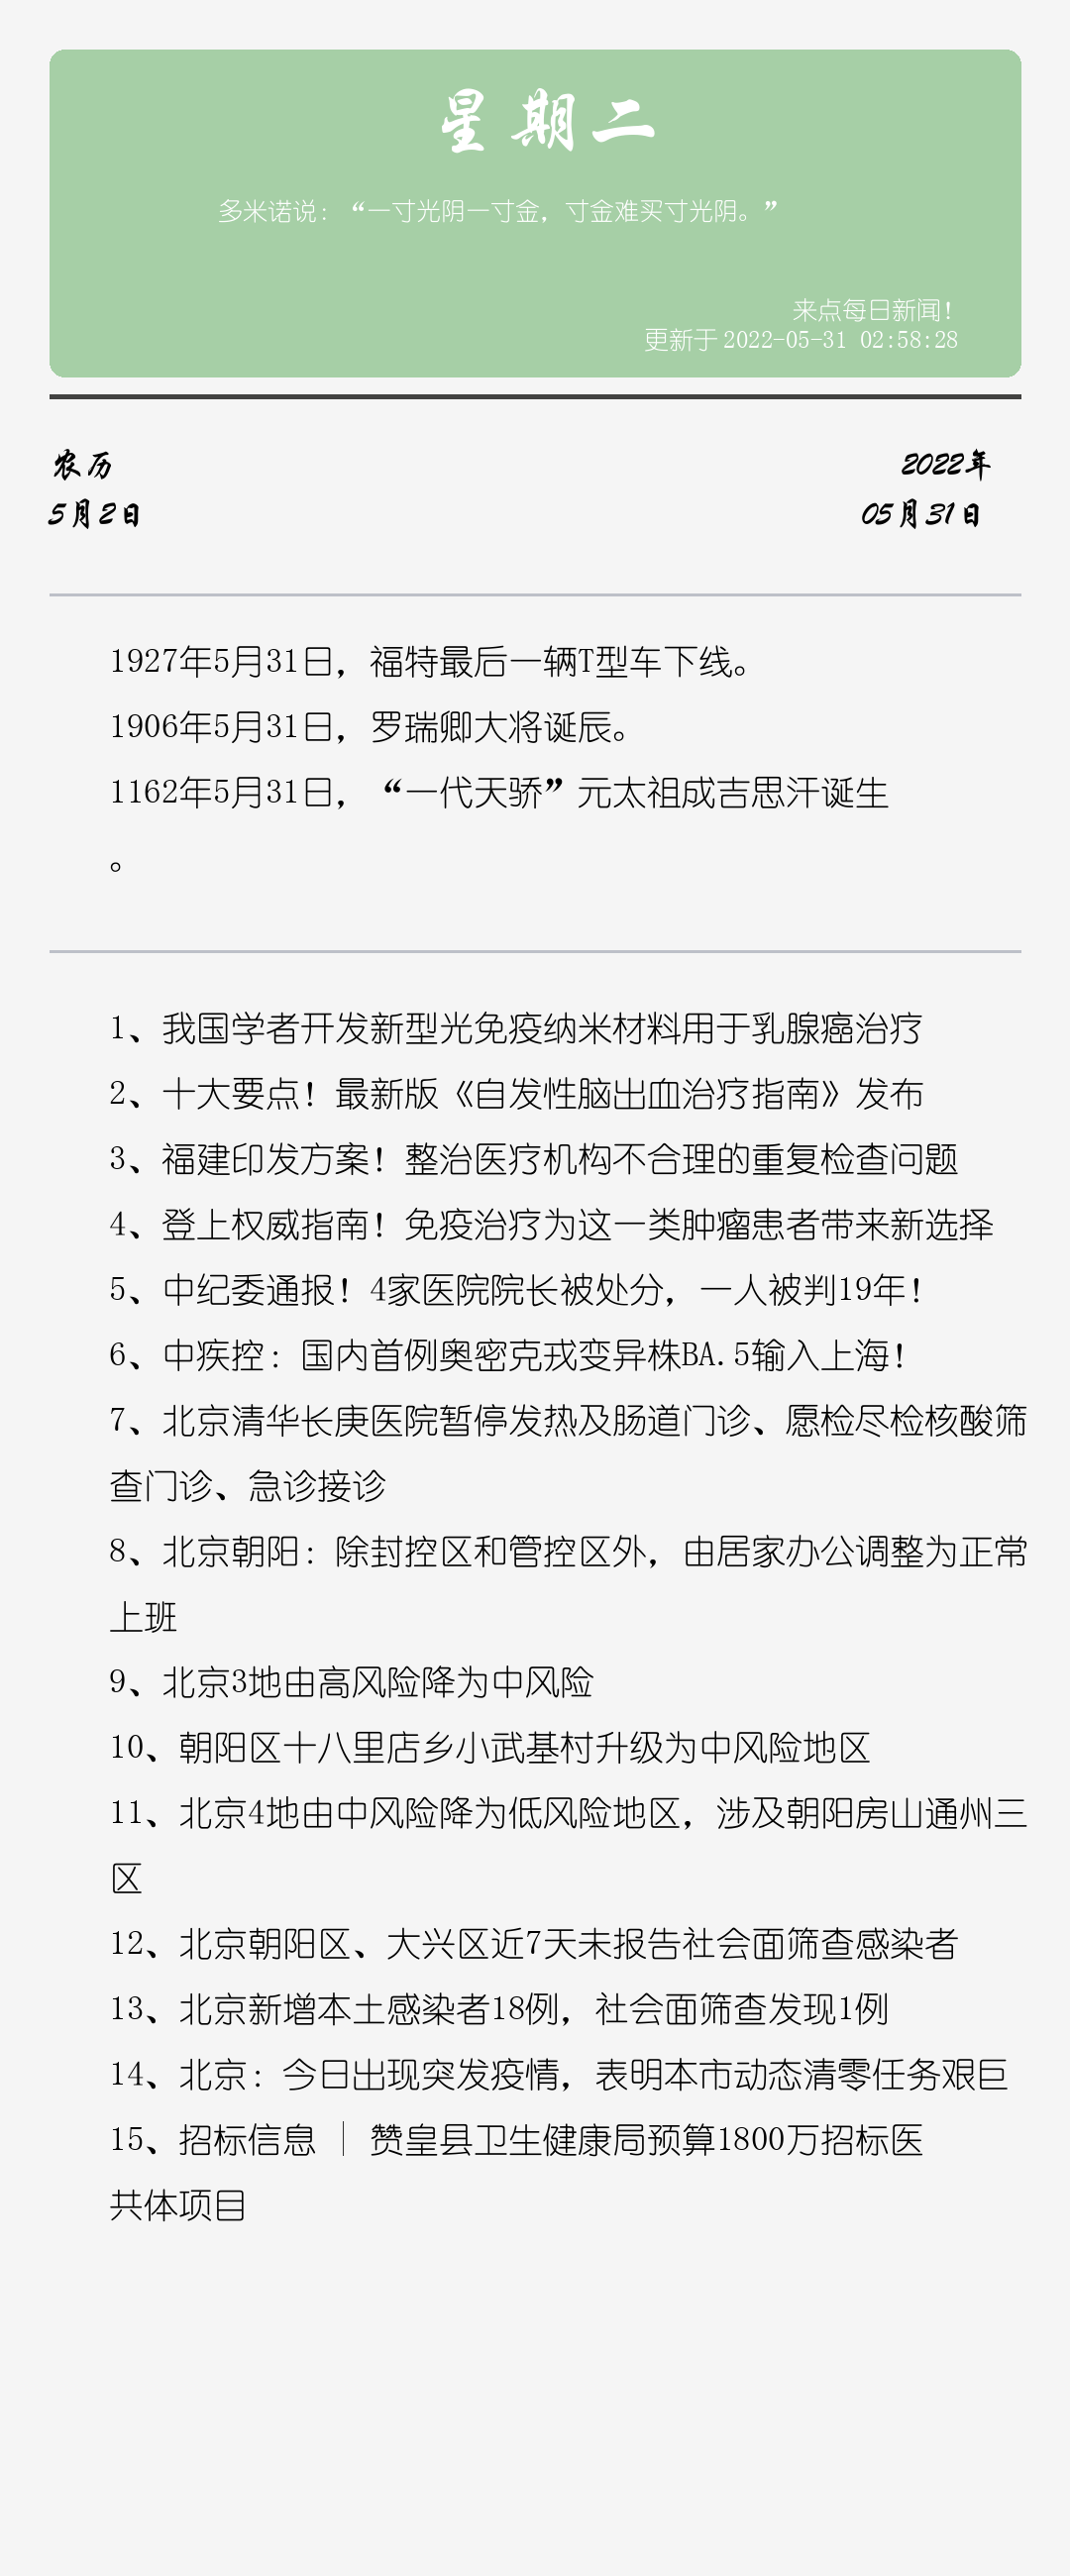 星期二
多米诺说：“一寸光阴一寸金，寸金难买寸光阴。”
来点每日新闻！
更新于 2022-05-31 02:58:28
农历
5月2日
2022年
05月31日
1927年5月31日，福特最后一辆T型车下线。
1906年5月31日，罗瑞卿大将诞辰。
1162年5月31日，“一代天骄”元太祖成吉思汗诞生
。
1、我国学者开发新型光免疫纳米材料用于乳腺癌治疗
2、十大要点！最新版《自发性脑出血治疗指南》发布
3、福建印发方案！整治医疗机构不合理的重复检查问题
4、登上权威指南！免疫治疗为这一类肿瘤患者带来新选择
5、中纪委通报！4家医院院长被处分，一人被判19年！
6、中疾控：国内首例奥密克戎变异株BA.5输入上海！
7、北京清华长庚医院暂停发热及肠道门诊、愿检尽检核酸筛
查门诊、急诊接诊
8、北京朝阳：除封控区和管控区外，由居家办公调整为正常
上班
9、北京3地由高风险降为中风险
10、朝阳区十八里店乡小武基村升级为中风险地区
11、北京4地由中风险降为低风险地区，涉及朝阳房山通州三
区
12、北京朝阳区、大兴区近7天未报告社会面筛查感染者
13、北京新增本土感染者18例，社会面筛查发现1例
14、北京：今日出现突发疫情，表明本市动态清零任务艰巨
15、招标信息 | 赞皇县卫生健康局预算1800万招标医
共体项目